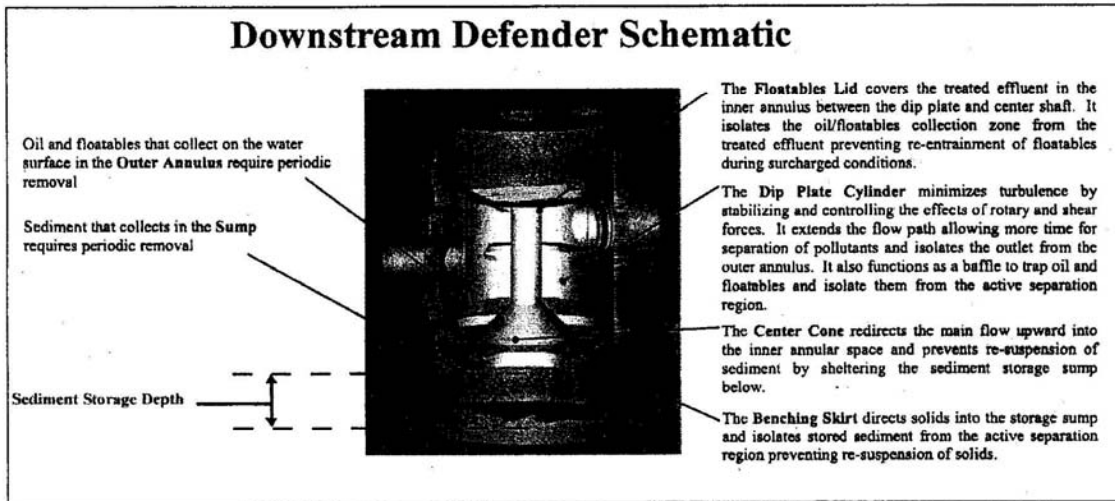 Downstream Defender Schematic
Oil and floatables that collect on the water
surface in the Outer Annulus require periodic
removal
Sediment that collects in the Sump
requires periodic removal
Sediment Storage Depth
The Floatables Lid covers the treated effluent in the
inner annulus between the dip plate and center shaft. It
isolates the oil/floatables collection zone from the
treated effluent preventing re-entrainment of floatables
during surcharged conditions.
The Dip Plate Cylinder minimizes turbulence by
stabilizing and controlling the effects of rotary and shear
forces. It extends the flow path allowing more time for
separation of pollutants and isolates the outlet from the
outer annulus. It also functions as a baffle to trap oil and
floatables and isolate them from the active separation
region.
The Center Cone redirects the main flow upward into
the inner annular space and prevents re-suspension of
sediment by sheltering the sediment storage sump
below.
The Benching Skirt directs solids into the storage sump
and isolates stored sediment from the active separation
region preventing re-suspension of solids.